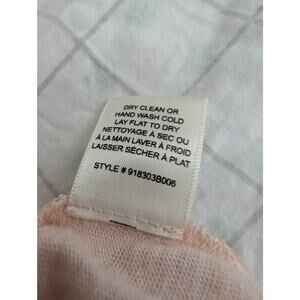 DRY CLEAN OR
HAND WASH COLD
LAY FLAT TO DRY
NETTOYAGE À SEC OU
À LA MAIN LAVER À FROID
LAISSER SÉCHER À PLAT
STYLE # 918303B006